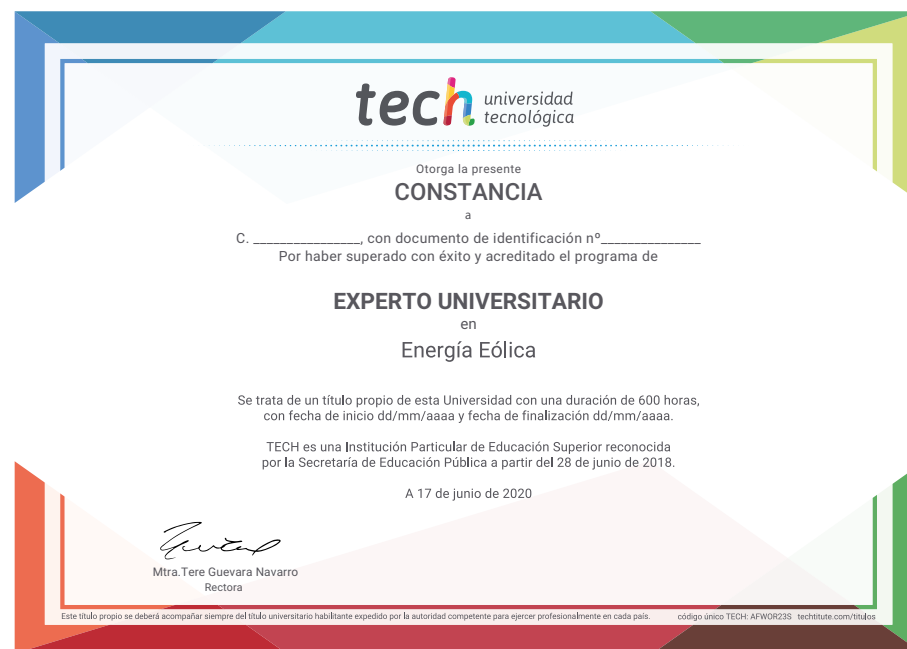 tech universidad
tecnológica
Otorga la presente
CONSTANCIA
a
C. ________________, con documento de identificación nº_______________
Por haber superado con éxito y acreditado el programa de
EXPERTO UNIVERSITARIO
en
Energía Eólica
Se trata de un título propio de esta Universidad con una duración de 600 horas,
con fecha de inicio dd/mm/aaaa y fecha de finalización dd/mm/aaaa.
TECH es una Institución Particular de Educación Superior reconocida
por la Secretaría de Educación Pública a partir del 28 de junio de 2018.
A 17 de junio de 2020
Mtra.Tere Guevara Navarro
Rectora
Este título propio se deberá acompañar siempre del título universitario habilitante expedido por la autoridad competente para ejercer profesionalmente en cada país. código único TECH: AFWOR23S techtitute.com/titulos